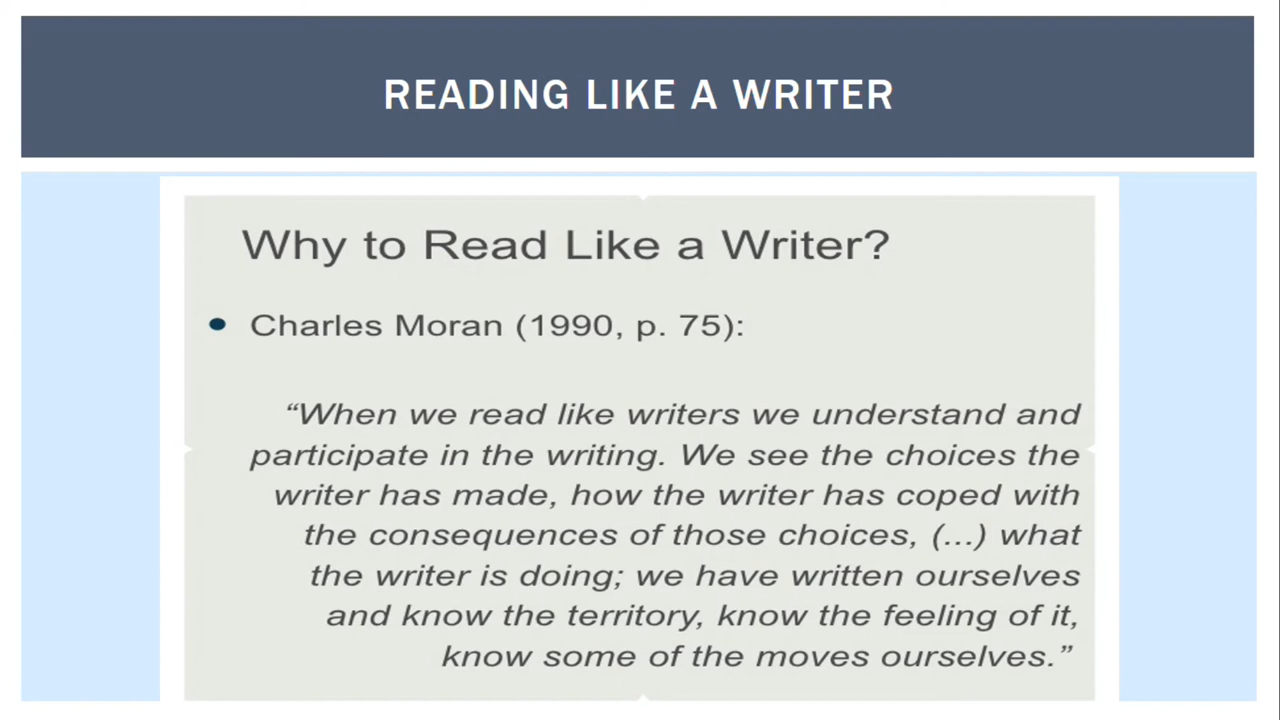 READING LIKE A WRITER
Why to Read Like a Writer?
• Charles Moran (1990, p. 75):
“When we read like writers we understand and
participate in the writing. We see the choices the
writer has made, how the writer has coped with
the consequences of those choices, (...) what
the writer is doing; we have written ourselves
and know the territory, know the feeling of it,
know some of the moves ourselves.”